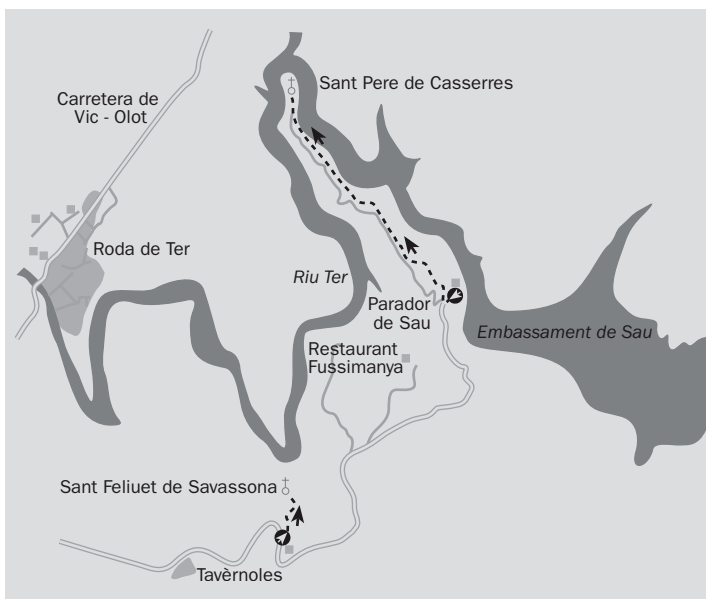 Sant Pere de Casserres
Carretera de
Vic - Olot
Roda de Ter
Riu Ter
Parador
de Sau
Embassament de Sau
Restaurant
Fussimanya
Sant Feliuet de Savassona
Tavèrnoles